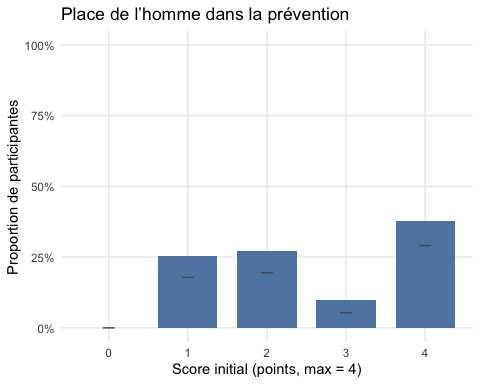 Place de l’homme dans la prévention
Proportion de participantes
100%
75%
50%
25%
0%
0 1 2 3 4
Score initial (points, max = 4)